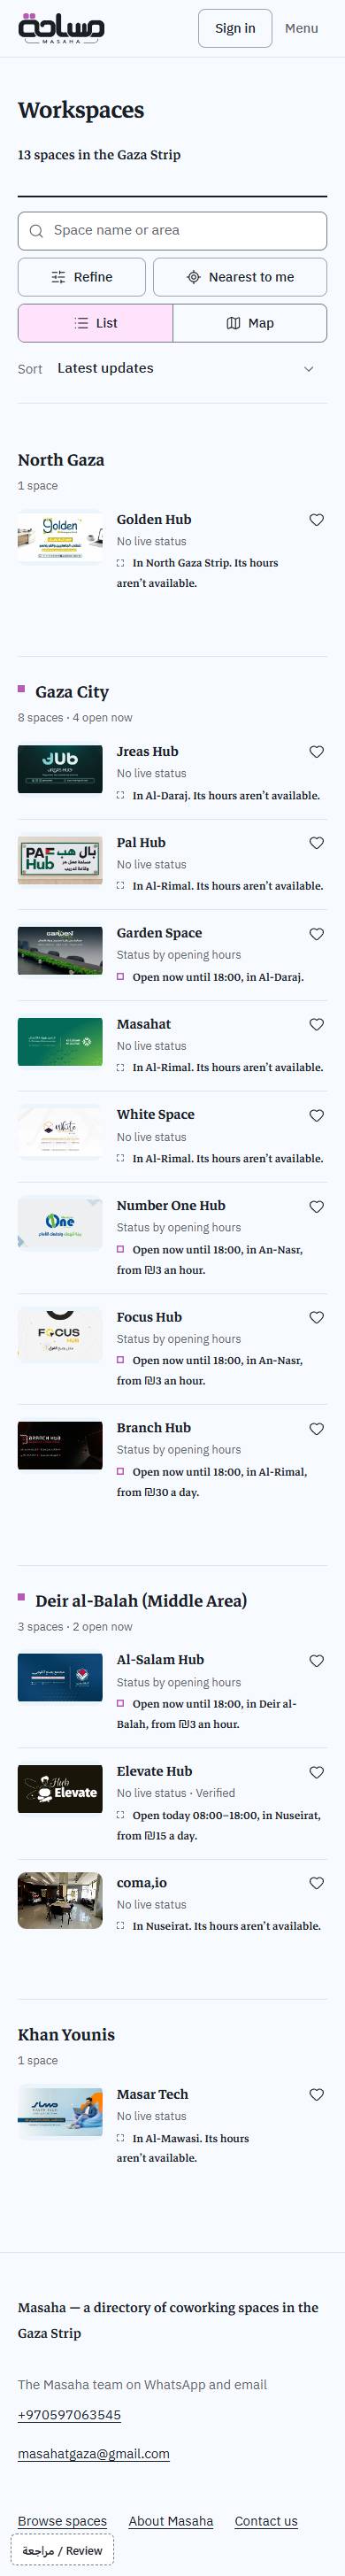 مساحة
MASAHA
Sign in
Menu
Workspaces
13 spaces in the Gaza Strip
Space name or area
Refine
Nearest to me
List
Map
Sort
Latest updates
North Gaza
1 space
Golden
Golden Hub
No live status
In North Gaza Strip. Its hours
aren't available.
Gaza City
8 spaces · 4 open now
Jreas Hub
No live status
In Al-Daraj. Its hours aren't available.
PAL
Hub
بال هب
Pal Hub
No live status
In Al-Rimal. Its hours aren't available.
Garden Space
Status by opening hours
Open now until 18:00, in Al-Daraj.
Masahat
No live status
In Al-Rimal. Its hours aren't available.
white
White Space
No live status
In Al-Rimal. Its hours aren't available.
One
Number One Hub
Status by opening hours
Open now until 18:00, in An-Nasr,
from ₪3 an hour.
FOCUS
Focus Hub
Status by opening hours
Open now until 18:00, in An-Nasr,
from ₪3 an hour.
BRANCH HUB
Branch Hub
Status by opening hours
Open now until 18:00, in Al-Rimal,
from ₪30 a day.
Deir al-Balah (Middle Area)
3 spaces · 2 open now
Al-Salam Hub
Status by opening hours
Open now until 18:00, in Deir al-
Balah, from ₪3 an hour.
Hub
Elevate
Elevate Hub
No live status · Verified
Open today 08:00–18:00, in Nuseirat,
from ₪15 a day.
coma,io
No live status
In Nuseirat. Its hours aren't available.
Khan Younis
1 space
Masar Tech
No live status
In Al-Mawasi. Its hours
aren't available.
Masaha — a directory of coworking spaces in the
Gaza Strip
The Masaha team on WhatsApp and email
+970597063545
masahatgaza@gmail.com
Browse spaces
About Masaha
Contact us
مراجعة / Review